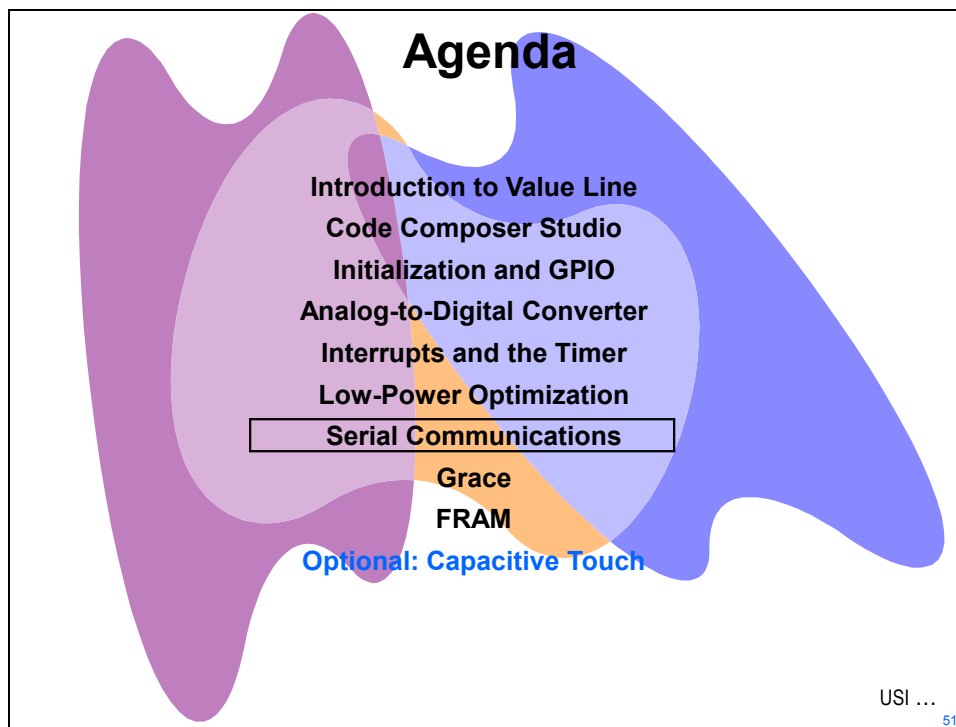 Agenda
Introduction to Value Line
Code Composer Studio
Initialization and GPIO
Analog-to-Digital Converter
Interrupts and the Timer
Low-Power Optimization
Serial Communications
Grace
FRAM
Optional: Capacitive Touch
USI …
51